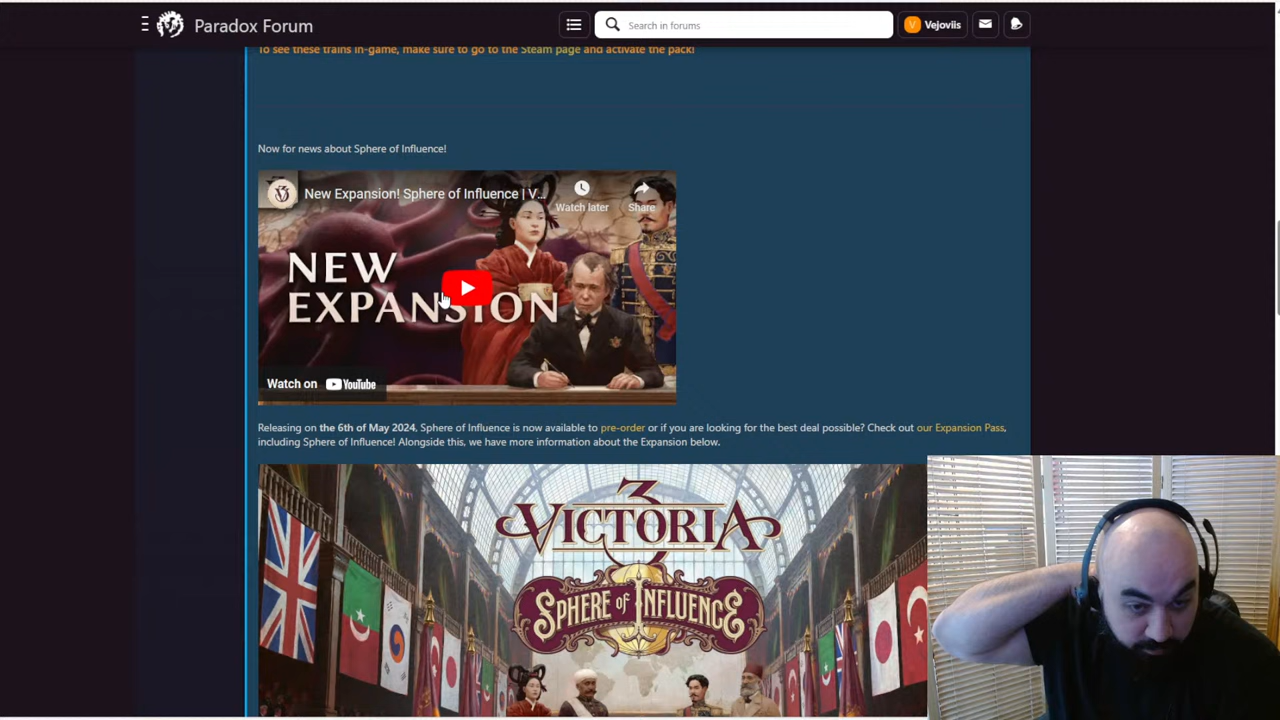 Paradox Forum
Search in forums
V Vejoviis
To see these trains in-game, make sure to go to the Steam page and activate the pack!
Now for news about Sphere of Influence!
New Expansion! Sphere of Influence | V...
Watch later
Share
NEW
EXPANSION
Watch on YouTube
Releasing on the 6th of May 2024, Sphere of Influence is now available to pre-order or if you are looking for the best deal possible? Check out our Expansion Pass,
including Sphere of Influence! Alongside this, we have more information about the Expansion below.
3
VICTORIA
SPHERE OF INFLUENCE